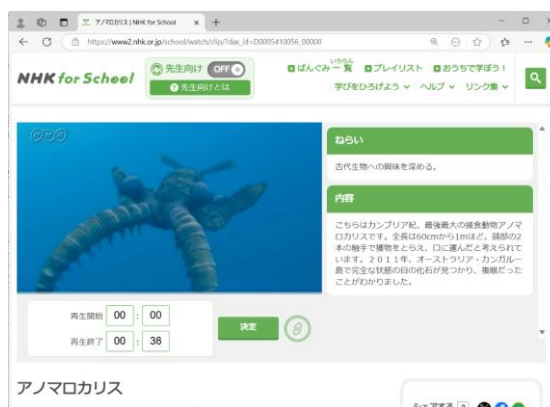 アノマロカリス | NHK for School
https://www2.nhk.or.jp/school/watch/clip/?das_id=D0005410056_00000
NHK for School
先生向け OFF
先生向けとは
いちらん
ばんぐみ一覧 プレイリスト おうちで学ぼう！
学びをひろげよう ヘルプ リンク集
NHK
ねらい
古代生物への興味を深める。
内容
こちらはカンブリア紀、最強最大の捕食動物アノマ
ロカリスです。全長は60cmから1mほど。頭部の2
本の触手で獲物をとらえ、口に運んだと考えられて
います。２０１１年、オーストラリア・カンガルー
島で完全な状態の目の化石が見つかり、複眼だった
ことがわかりました。
再生開始 00 : 00
再生終了 00 : 38
決定
アノマロカリス
シェアする